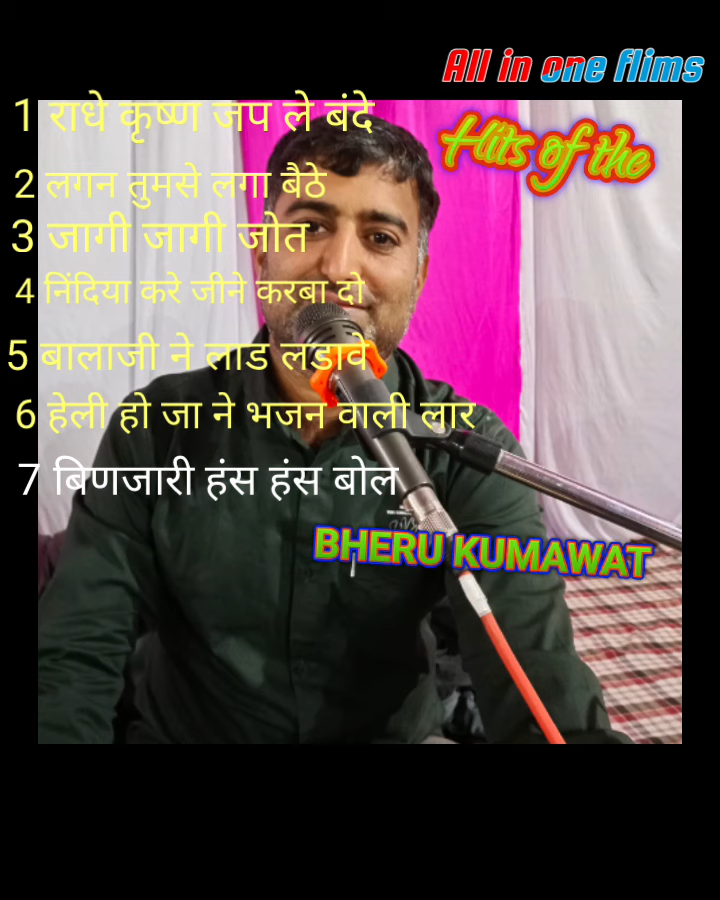 All in one flims
1 राधे कृष्ण जप ले बंदे
Hits of the
2 लगन तुमसे लगा बैठे
3 जागी जागी जोत
4 निंदिया करे जीने करबा दो
5 बालाजी ने लाड लडावे
6 हेली हो जा ने भजन वाली लार
7 बिणजारी हंस हंस बोल
BHERU KUMAWAT